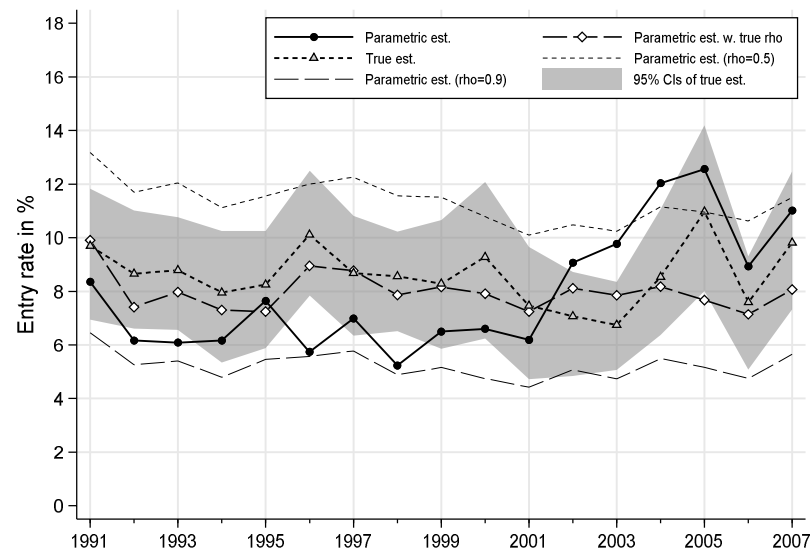 18
16
14
12
10
8
6
4
2
0
Entry rate in %
Parametric est.
Parametric est. w. true rho
True est.
Parametric est. (rho=0.5)
Parametric est. (rho=0.9)
95% CIs of true est.
1991 1993 1995 1997 1999 2001 2003 2005 2007